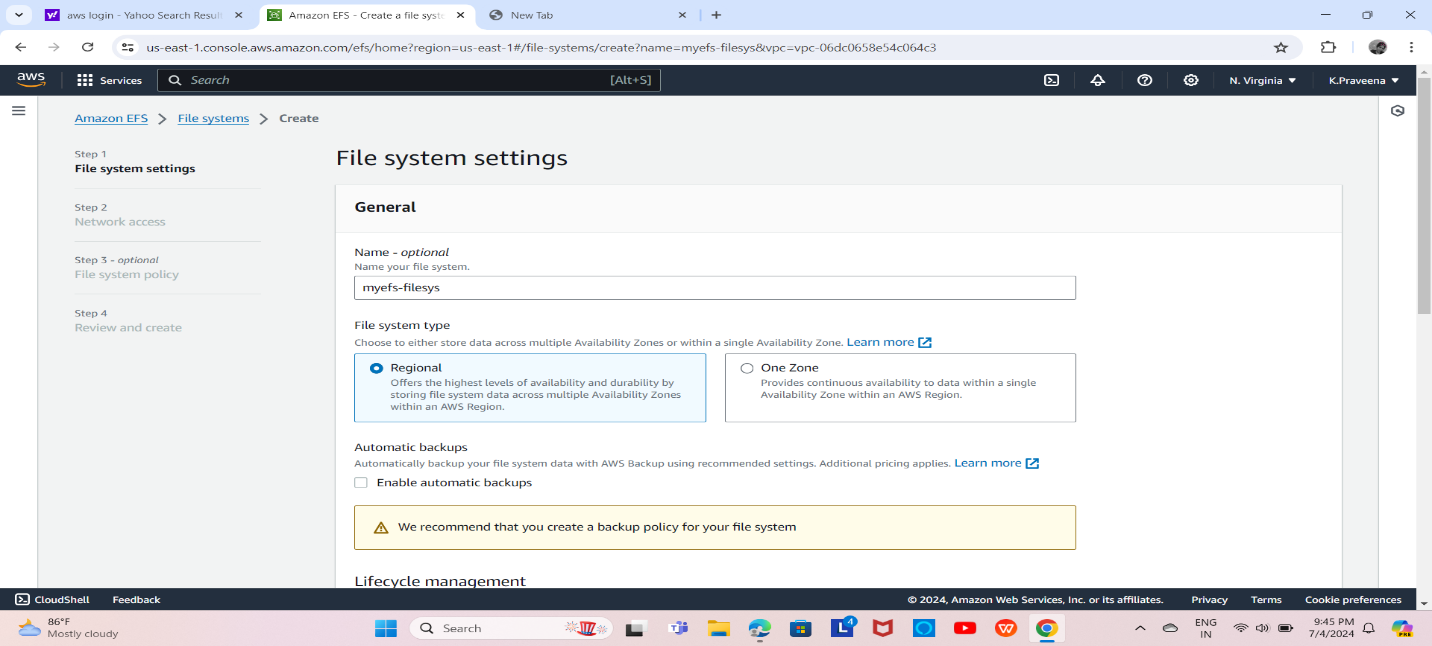 aws login - Yahoo Search Result
Amazon EFS - Create a file syste
New Tab
us-east-1.console.aws.amazon.com/efs/home?region=us-east-1#/file-systems/create?name=myefs-filesys&vpc=vpc-06dc0658e54c064c3
aws
Services
Search
[Alt+S]
N. Virginia
K.Praveena
Amazon EFS
File systems
Create
Step 1
File system settings
Step 2
Network access
Step 3 - optional
File system policy
Step 4
Review and create
File system settings
General
Name - optional
Name your file system.
myefs-filesys
File system type
Choose to either store data across multiple Availability Zones or within a single Availability Zone. Learn more
Regional
Offers the highest levels of availability and durability by
storing file system data across multiple Availability Zones
within an AWS Region.
One Zone
Provides continuous availability to data within a single
Availability Zone within an AWS Region.
Automatic backups
Automatically backup your file system data with AWS Backup using recommended settings. Additional pricing applies. Learn more
Enable automatic backups
We recommend that you create a backup policy for your file system
Lifecycle management
CloudShell
Feedback
© 2024, Amazon Web Services, Inc. or its affiliates.
Privacy
Terms
Cookie preferences
86°F
Mostly cloudy
Search
L
4
W
ENG
IN
9:45 PM
7/4/2024
PRE